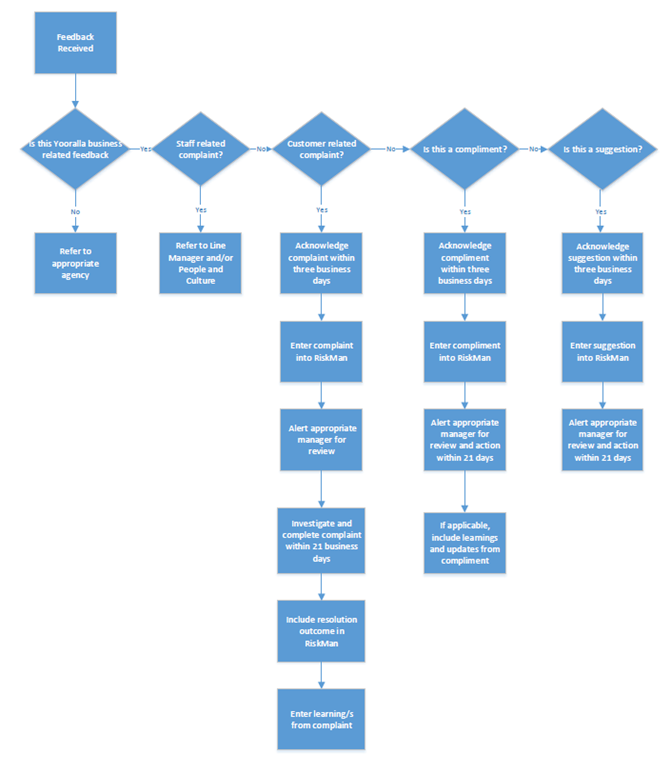 Feedback
Received
Is this Yooralla business
related feedback
Yes
Staff related
complaint?
No
Customer related
complaint?
No
Is this a compliment?
No
Is this a suggestion?
No
Yes
Yes
Yes
Yes
Refer to
appropriate
agency
Refer to Line
Manager and/or
People and
Culture
Acknowledge
complaint within
three business
days
Acknowledge
compliment
within three
business days
Acknowledge
suggestion within
three business
days
Enter complaint
into RiskMan
Enter compliment
into RiskMan
Enter suggestion
into RiskMan
Alert appropriate
manager for
review
Alert appropriate
manager for
review and action
within 21 days
Alert appropriate
manager for
review and action
within 21 days
Investigate and
complete complaint
within 21 business
days
If applicable,
include learnings
and updates from
compliment
Include resolution
outcome in
RiskMan
Enter learning/s
from complaint